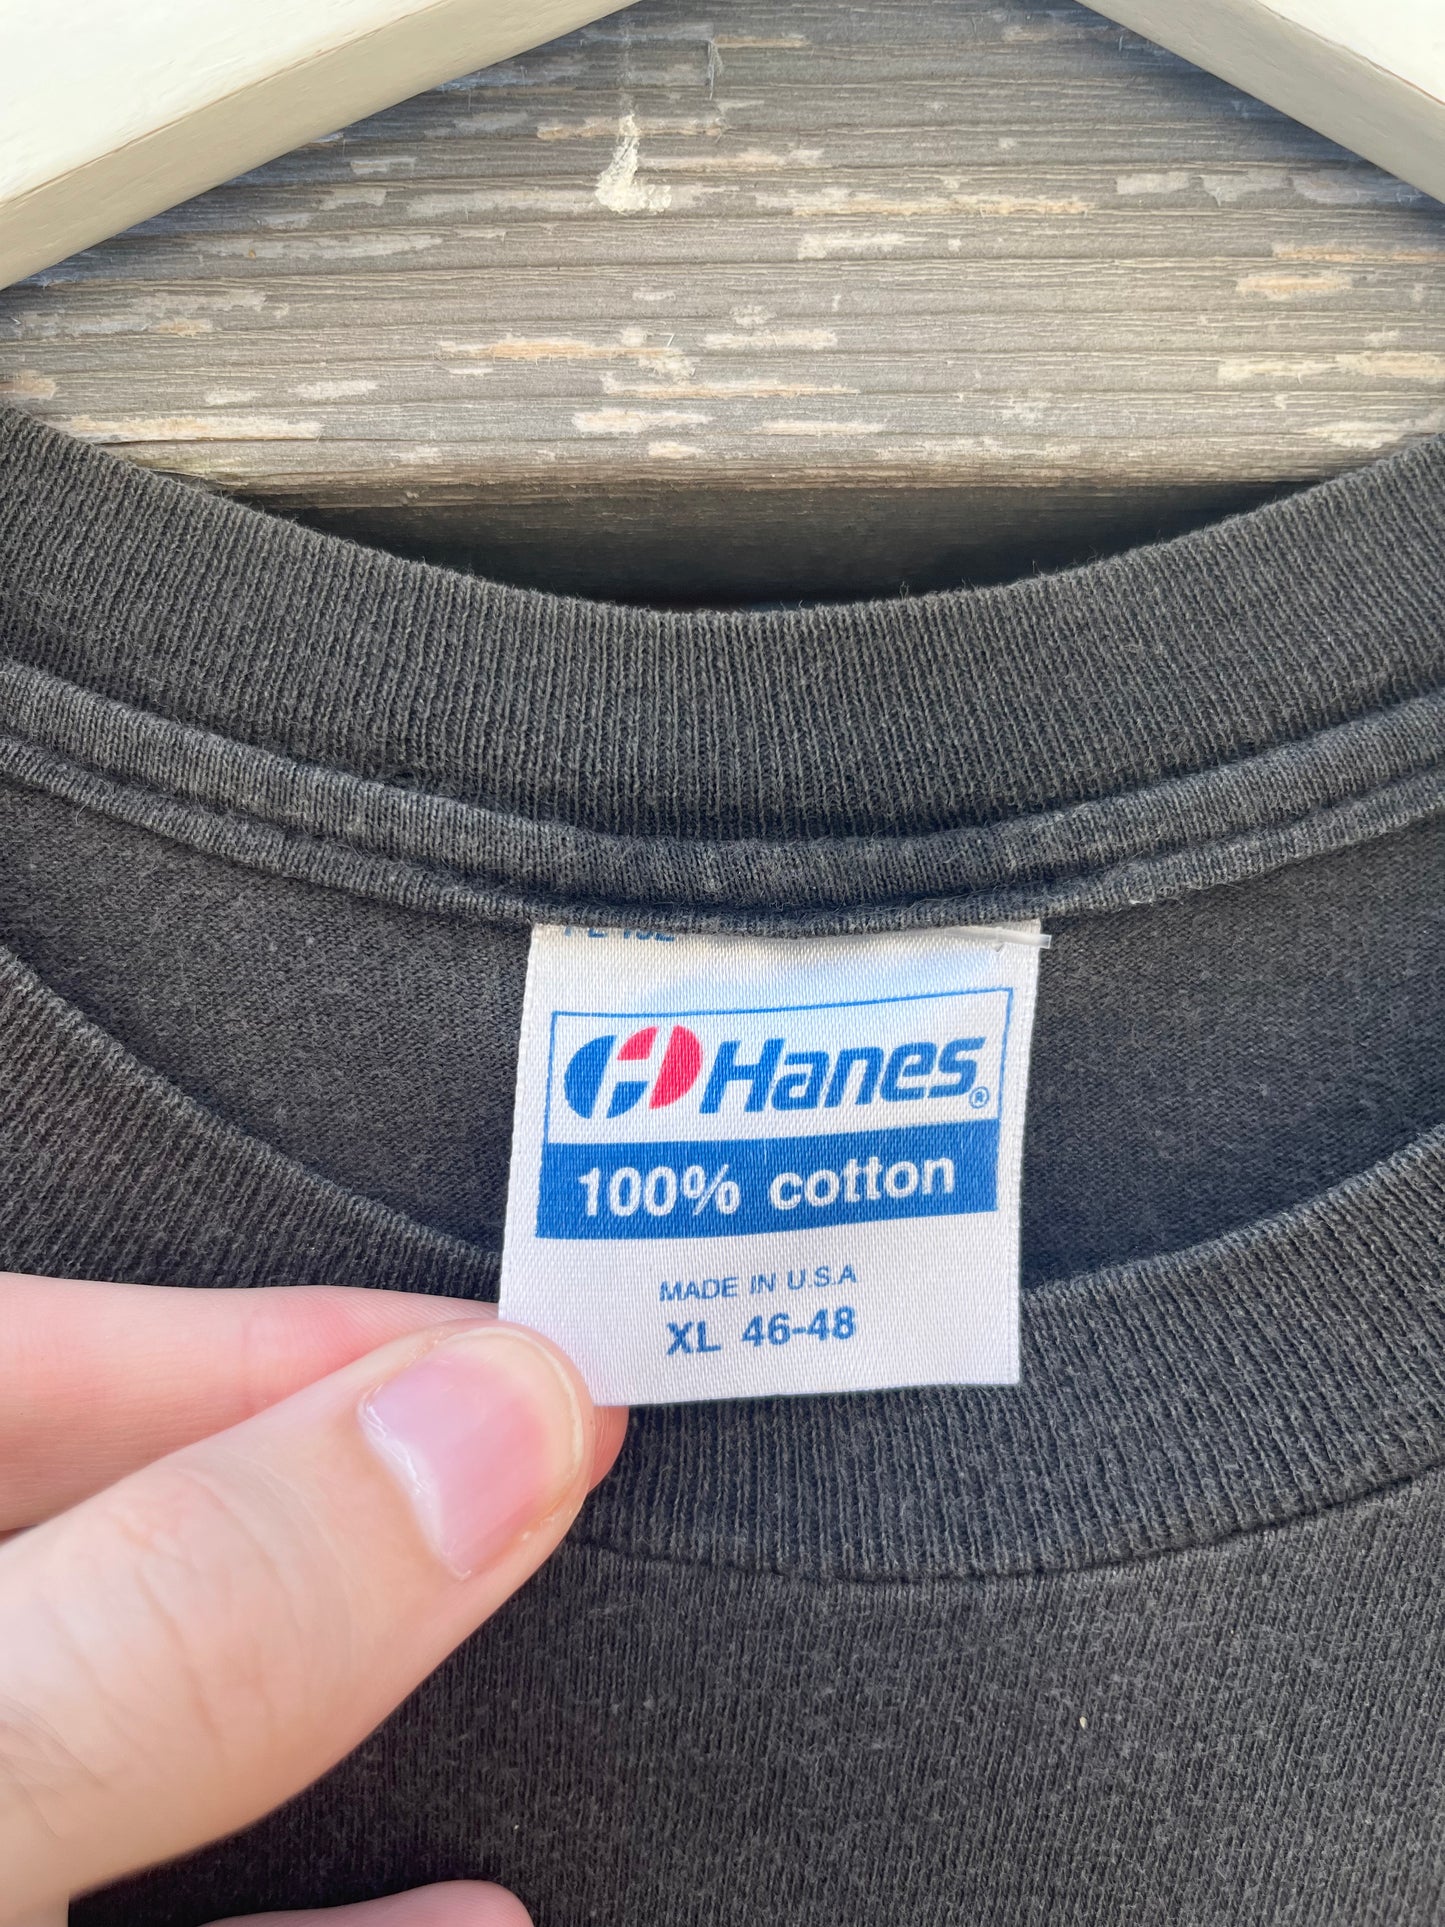 Hanes®
100% cotton
MADE IN U.S.A
XL 46-48